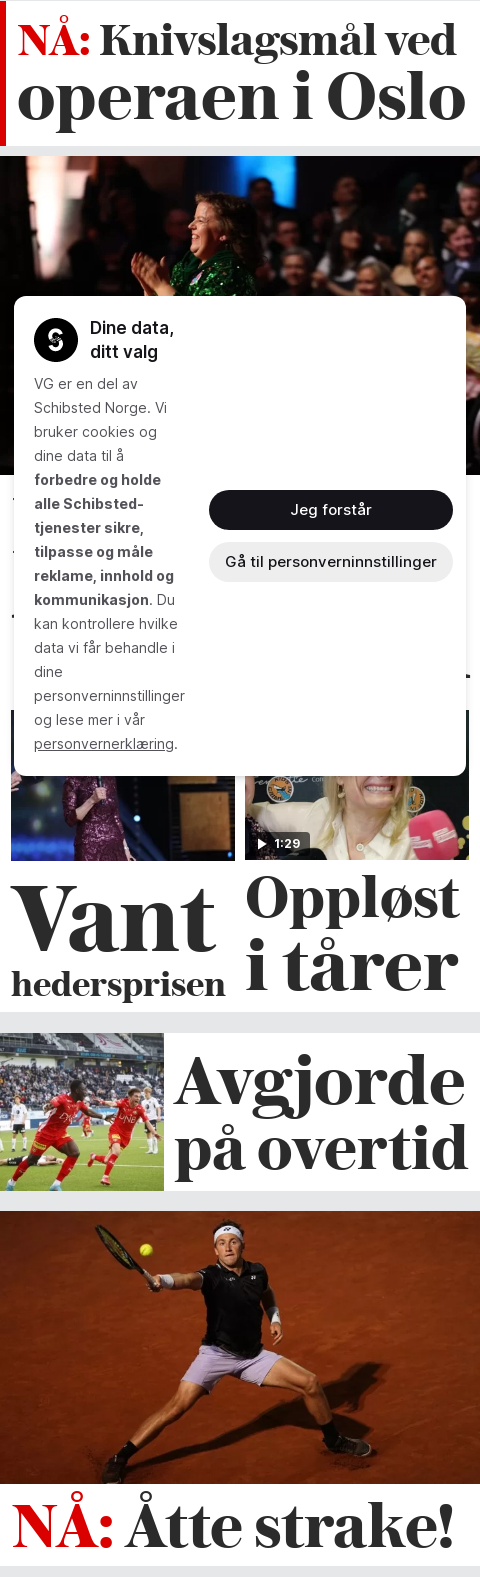 NÅ: Knivslagsmål ved
operaen i Oslo
Dine data,
ditt valg
VG er en del av
Schibsted Norge. Vi
bruker cookies og
dine data til å
forbedre og holde
alle Schibsted-
tjenester sikre,
tilpasse og måle
reklame, innhold og
kommunikasjon. Du
kan kontrollere hvilke
data vi får behandle i
dine
personverninnstillinger
og lese mer i vår
personvernerklæring.
Jeg forstår
Gå til personverninnstillinger
1:29
Vant
hedersprisen
Oppløst
i tårer
Avgjorde
på overtid
NÅ: Åtte strake!